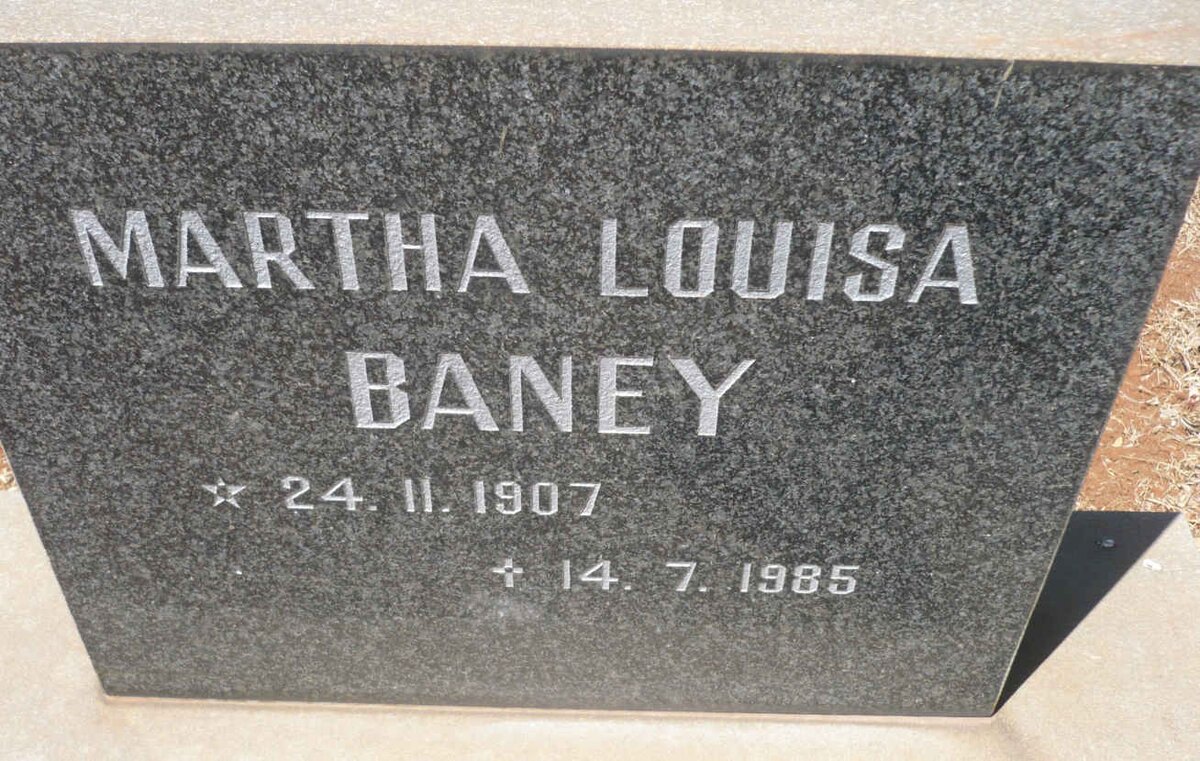 MARTHA LOUISA
BANEY
☆ 24. 11. 1907
+ 14. 7. 1985